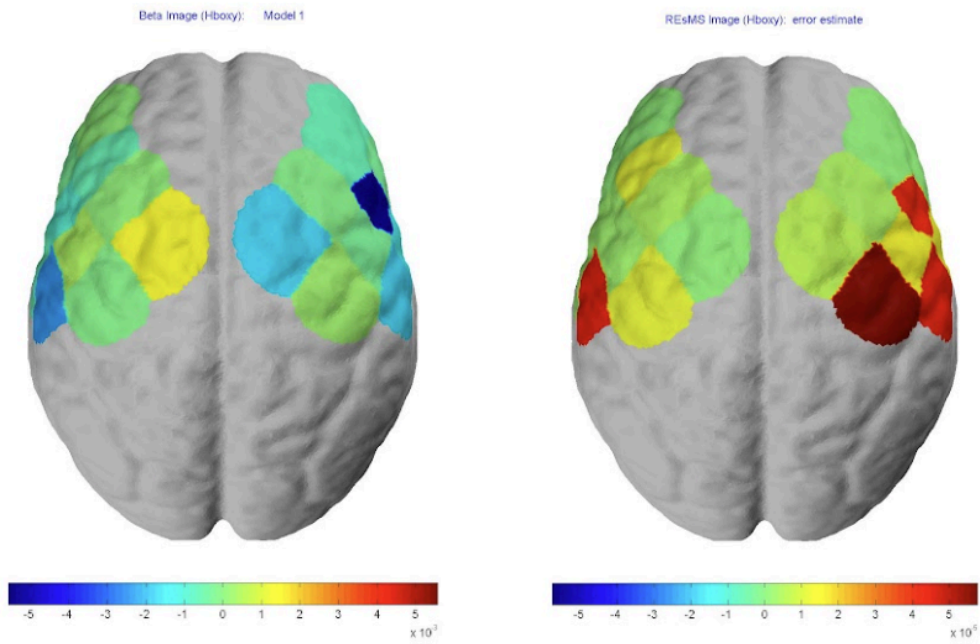 Beta Image (Hboxy): Model 1
REsMS Image (Hboxy): error estimate
-5 -4 -3 -2 -1 0 1 2 3 4 5
x 10⁻³
-5 -4 -3 -2 -1 0 1 2 3 4 5